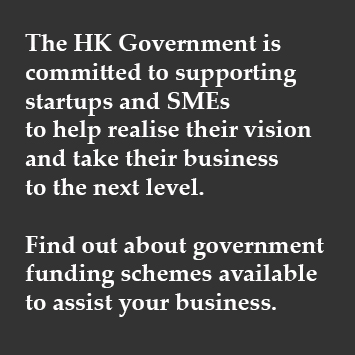 The HK Government is
committed to supporting
startups and SMEs
to help realise their vision
and take their business
to the next level.
Find out about government
funding schemes available
to assist your business.